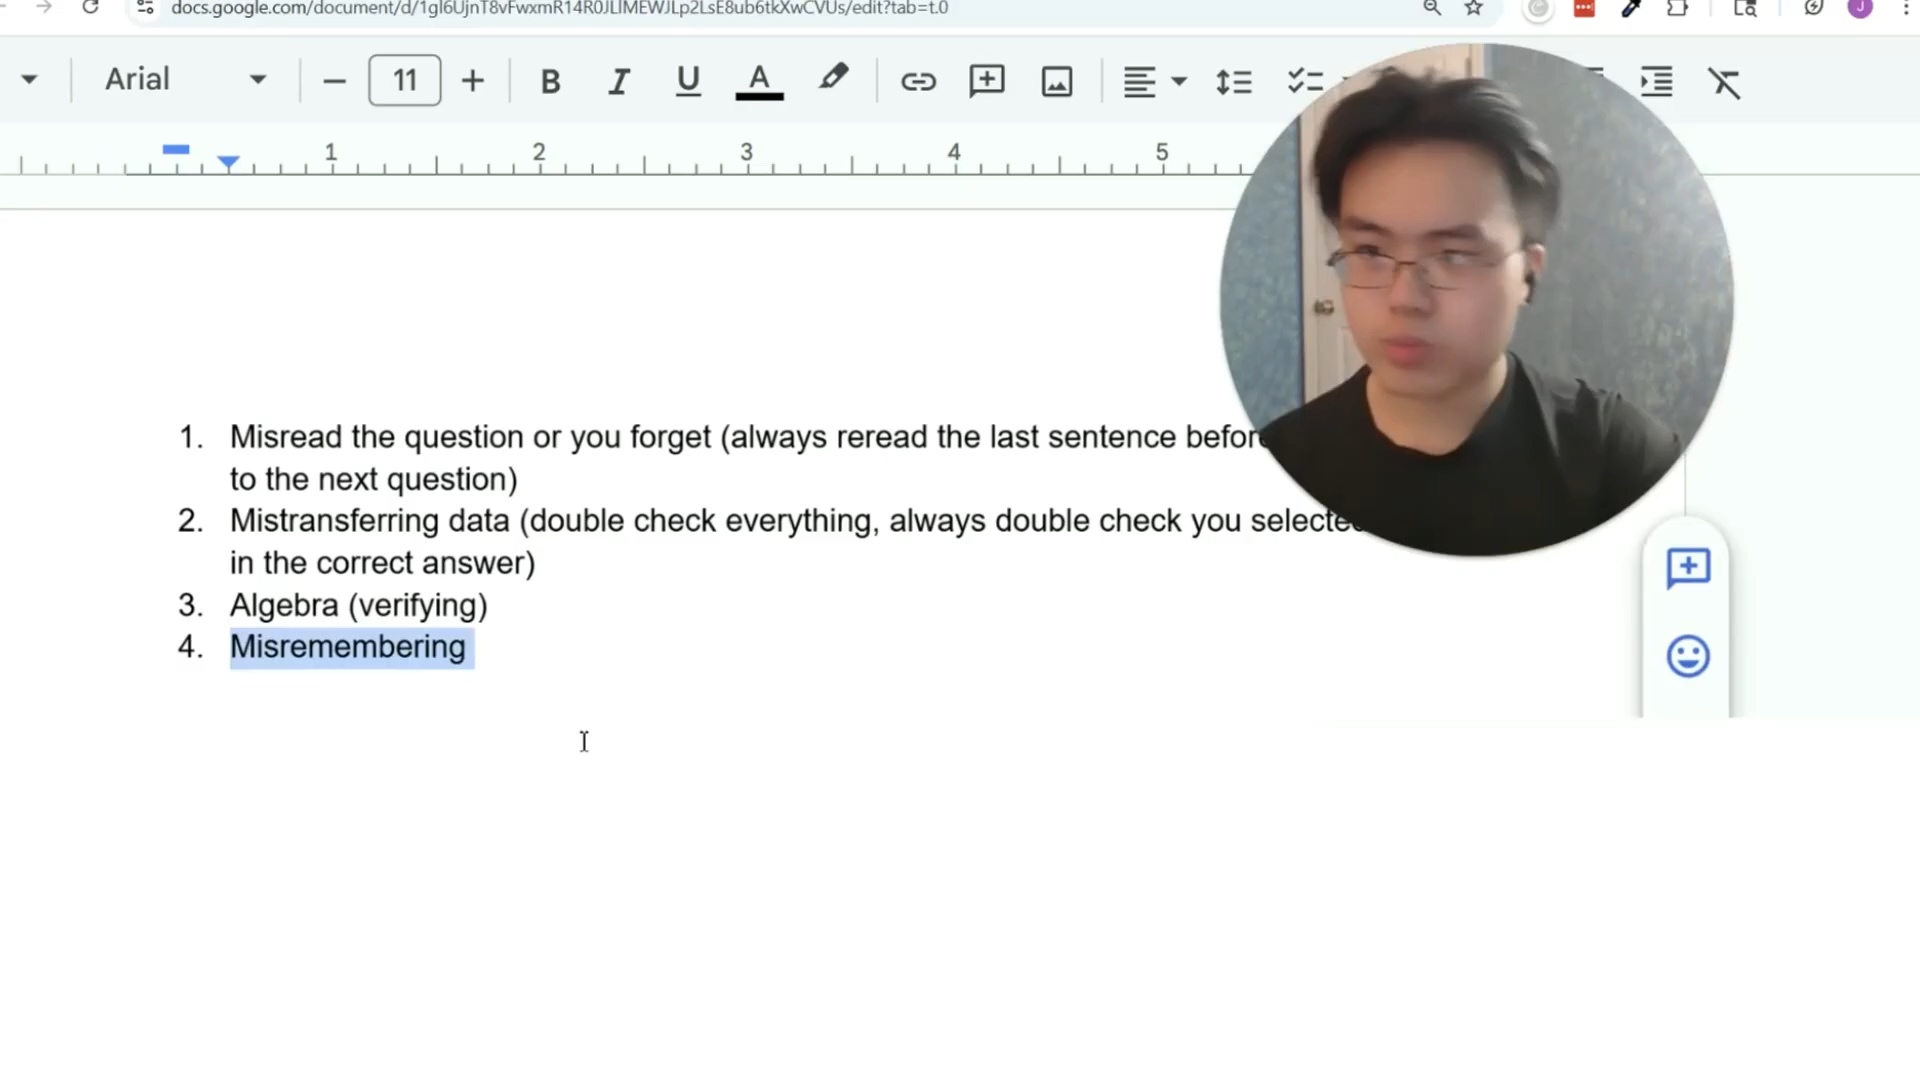 docs.google.com/document/d/1gl6UjnT8vFwxmR14R0JLlMEWJLp2LsE8ub6tkXwCVUs/edit?tab=t.0
J
Arial
11
B I U A
1 2 3 4 5
1. Misread the question or you forget (always reread the last sentence before
to the next question)
2. Mistransferring data (double check everything, always double check you selected
in the correct answer)
3. Algebra (verifying)
4. Misremembering